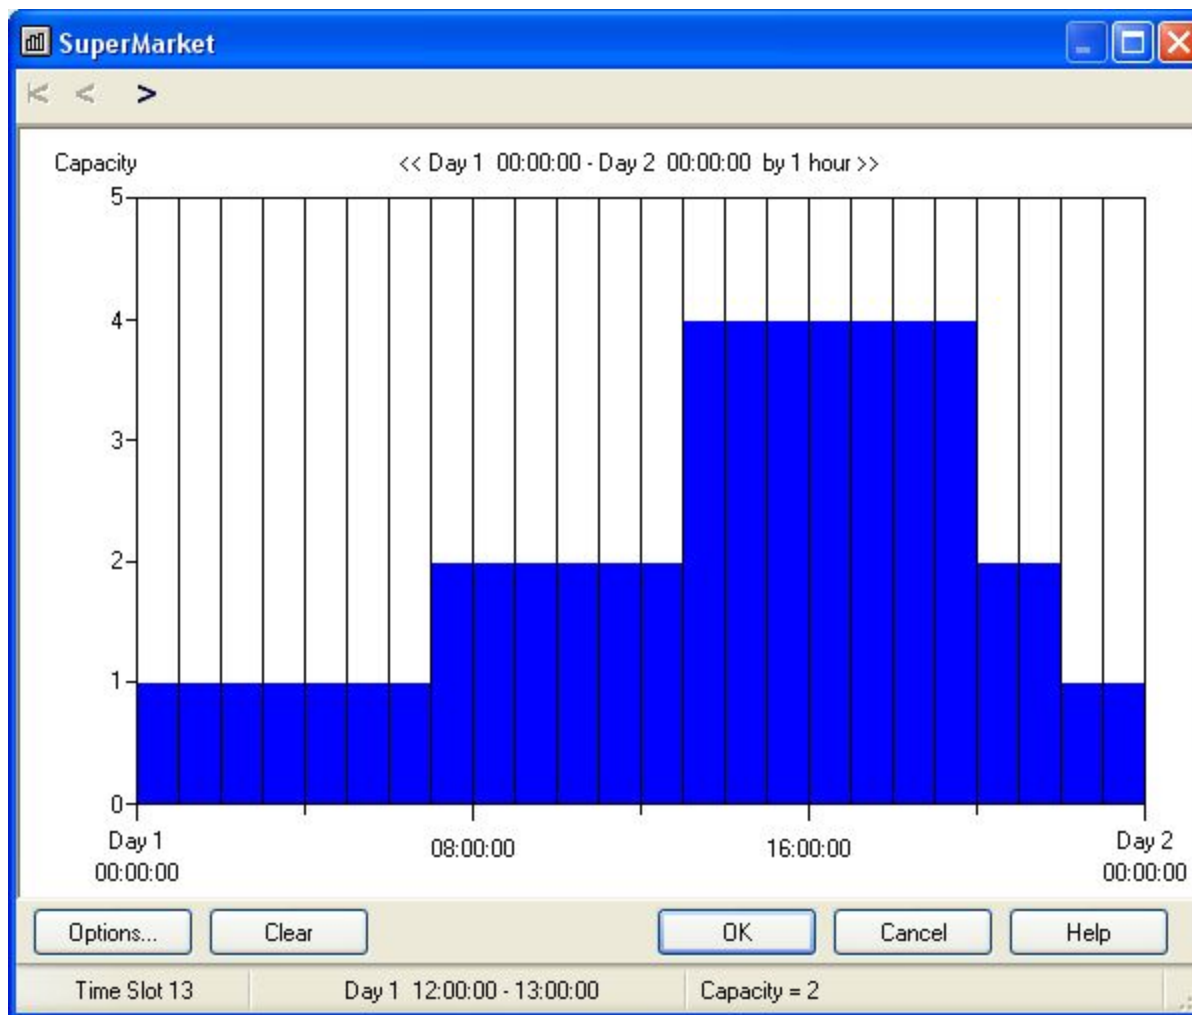 SuperMarket
|< < >
Capacity << Day 1 00:00:00 - Day 2 00:00:00 by 1 hour >>
5
4
3
2
1
0
Day 1 08:00:00 16:00:00 Day 2
00:00:00 00:00:00
Options... Clear OK Cancel Help
Time Slot 13 Day 1 12:00:00 - 13:00:00 Capacity = 2